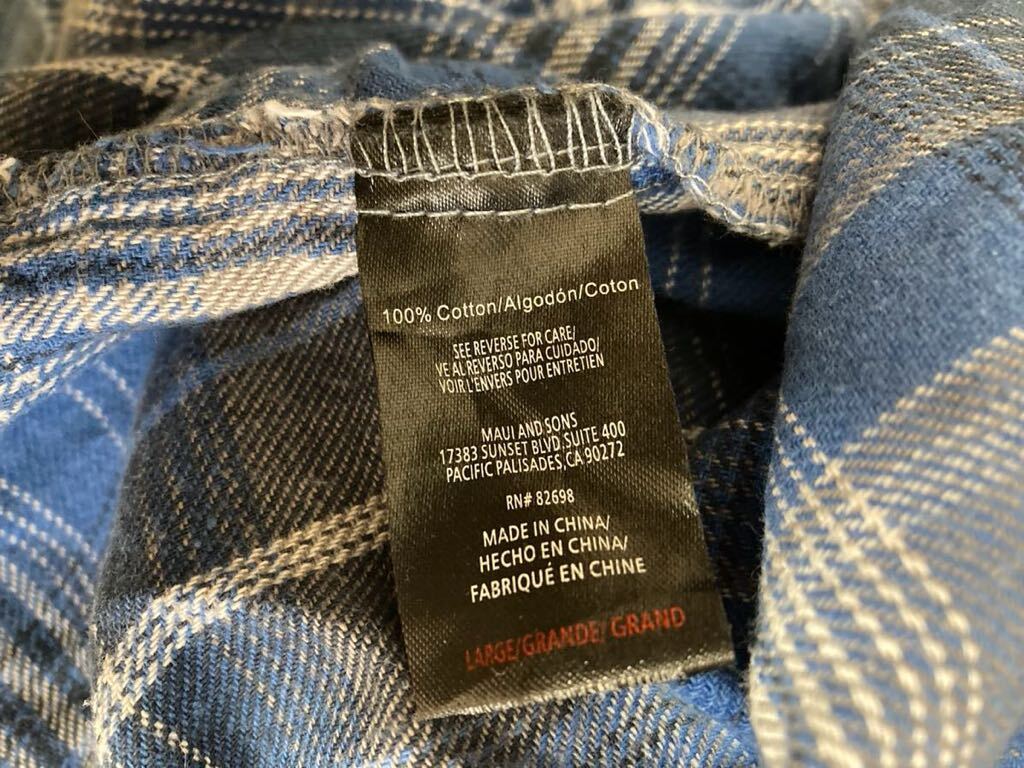 100% Cotton/Algodón/Coton
SEE REVERSE FOR CARE/
VE AL REVERSO PARA CUIDADO/
VOIR L'ENVERS POUR ENTRETIEN
MAUI AND SONS
17383 SUNSET BLVD.SUITE 400
PACIFIC PALISADES,CA 90272
RN# 82698
MADE IN CHINA/
HECHO EN CHINA/
FABRIQUÉ EN CHINE
LARGE/GRANDE/ GRAND